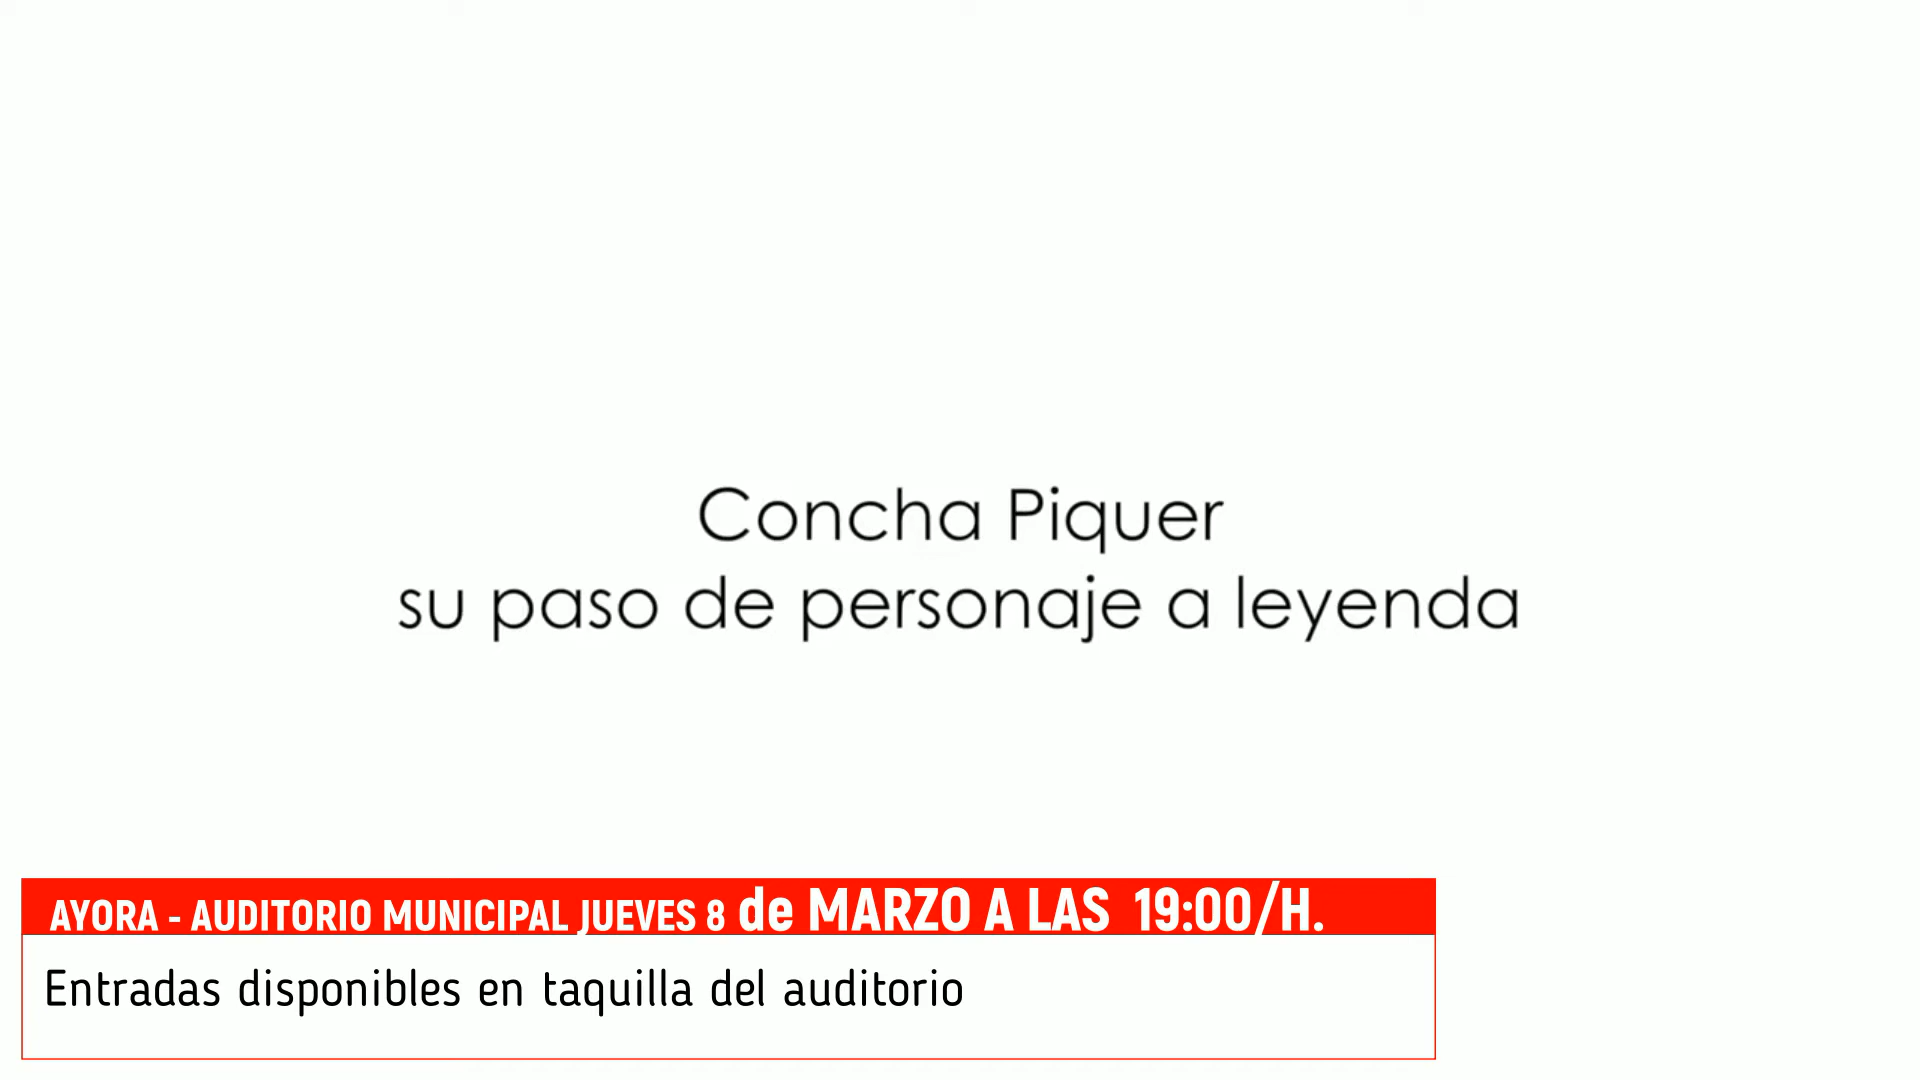 Concha Piquer
su paso de personaje a leyenda
AYORA - AUDITORIO MUNICIPAL JUEVES 8 de MARZO A LAS 19:00/H.
Entradas disponibles en taquilla del auditorio